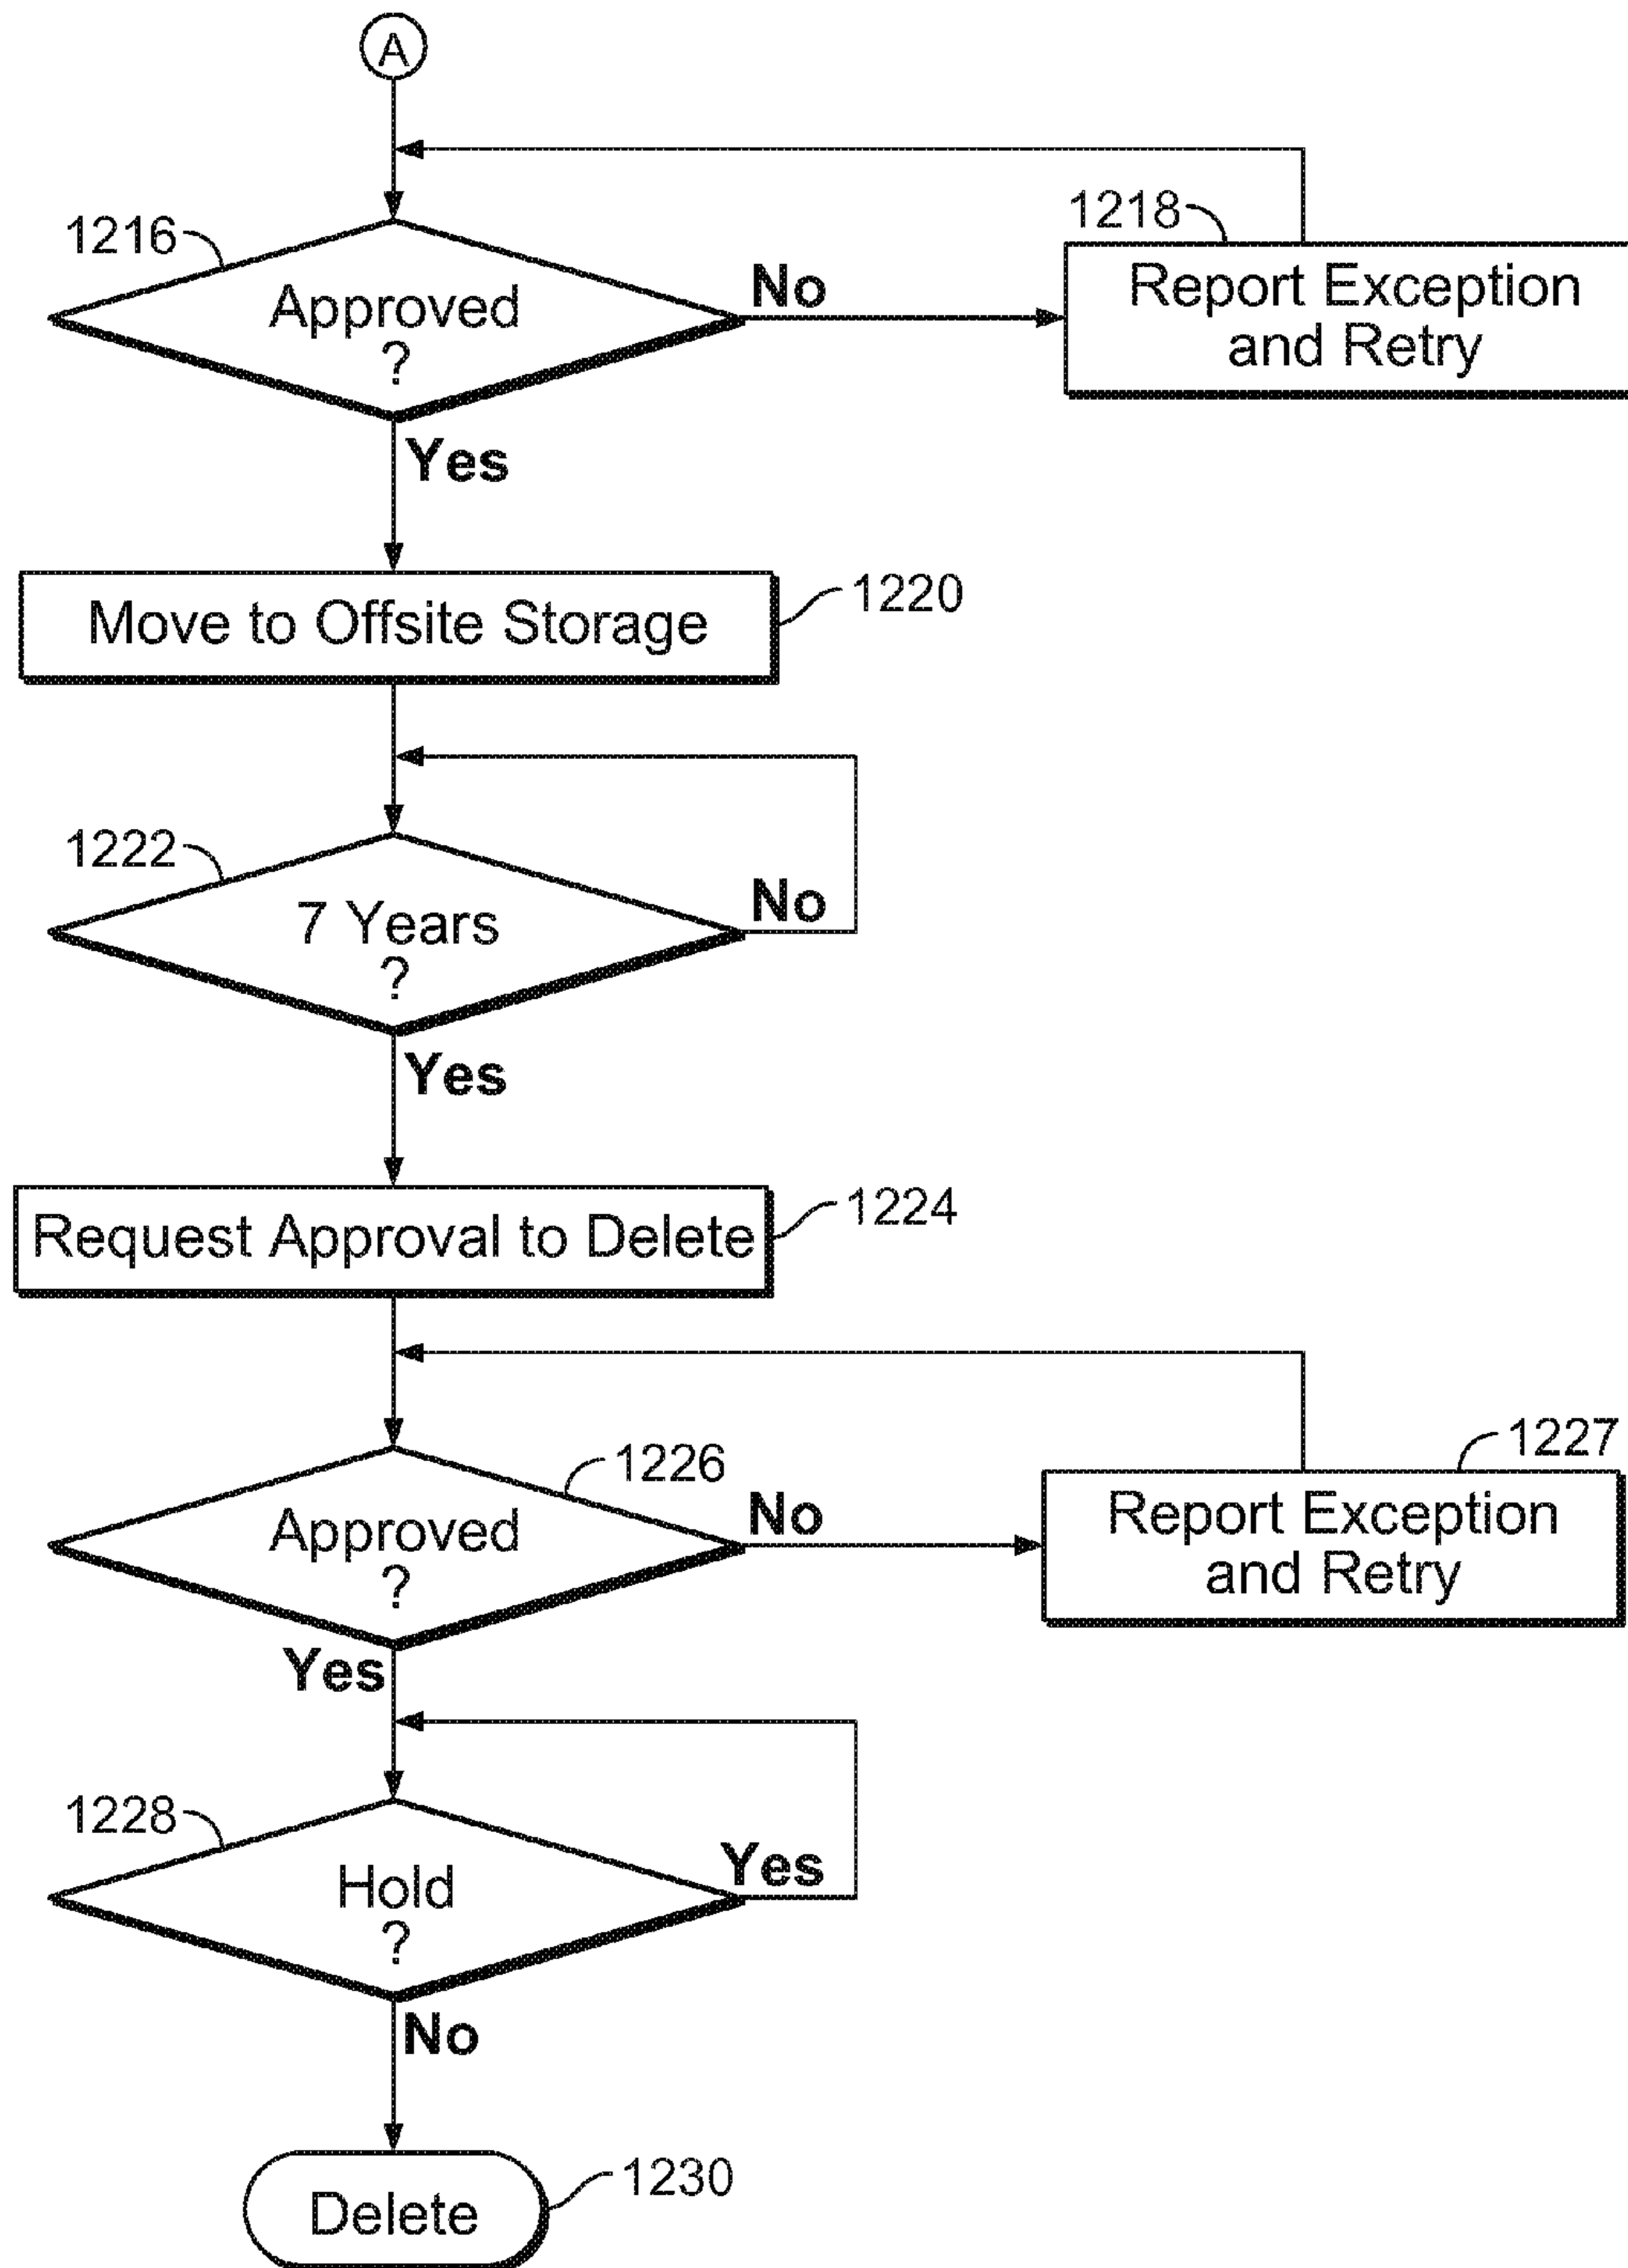 A
1216
Approved
?
No
1218
Report Exception
and Retry
Yes
Move to Offsite Storage
1220
1222
7 Years
?
No
Yes
Request Approval to Delete
1224
1226
Approved
?
No
1227
Report Exception
and Retry
Yes
1228
Hold
?
Yes
No
Delete
1230